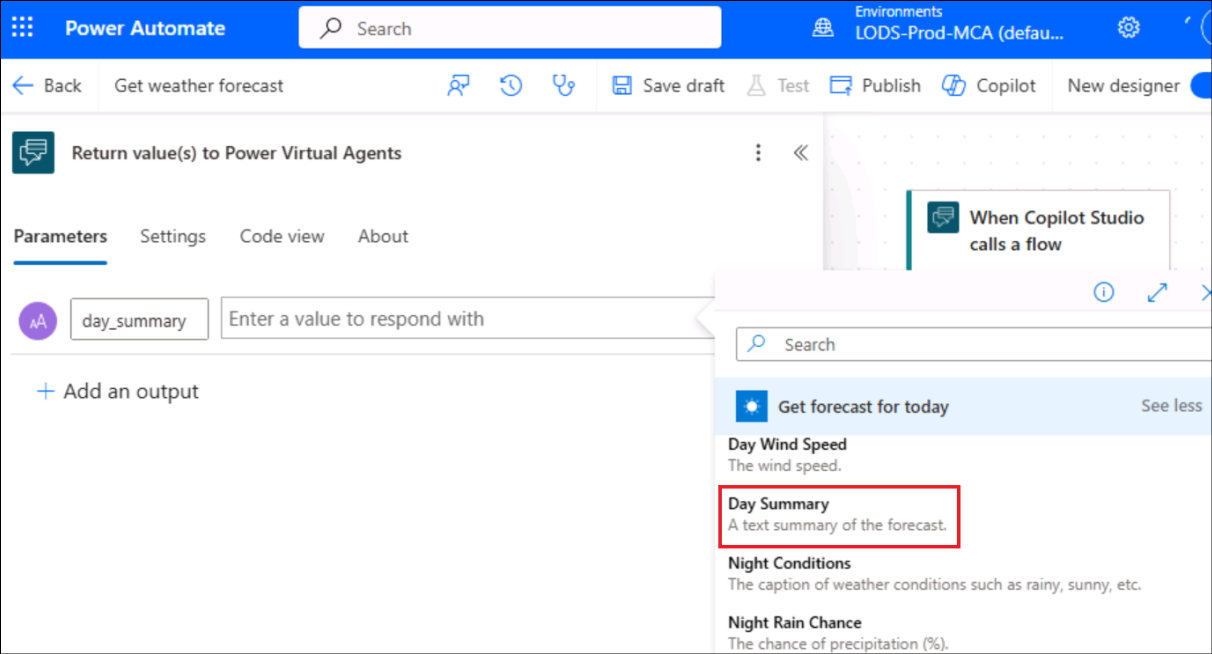 Power Automate
Search
Environments
LODS-Prod-MCA (defau...
Back
Get weather forecast
Save draft
Test
Publish
Copilot
New designer
Return value(s) to Power Virtual Agents
When Copilot Studio
calls a flow
Parameters
Settings
Code view
About
day_summary
Enter a value to respond with
Add an output
Search
Get forecast for today
See less
Day Wind Speed
The wind speed.
Day Summary
A text summary of the forecast.
Night Conditions
The caption of weather conditions such as rainy, sunny, etc.
Night Rain Chance
The chance of precipitation (%).